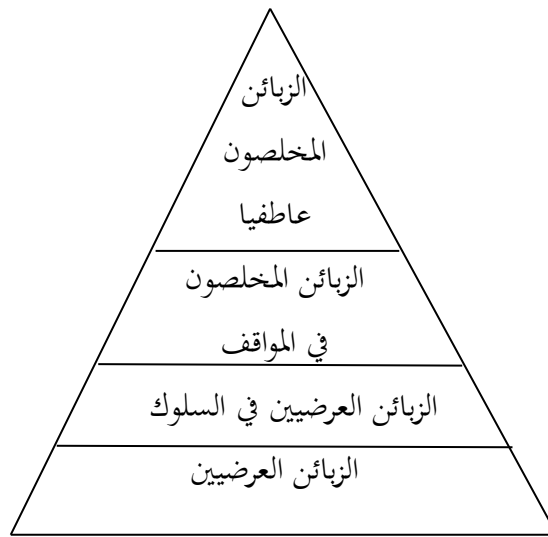 الزبائن
المخلصون
عاطفيا
الزبائن المخلصون
في المواقف
الزبائن العرضيين في السلوك
الزبائن العرضيين